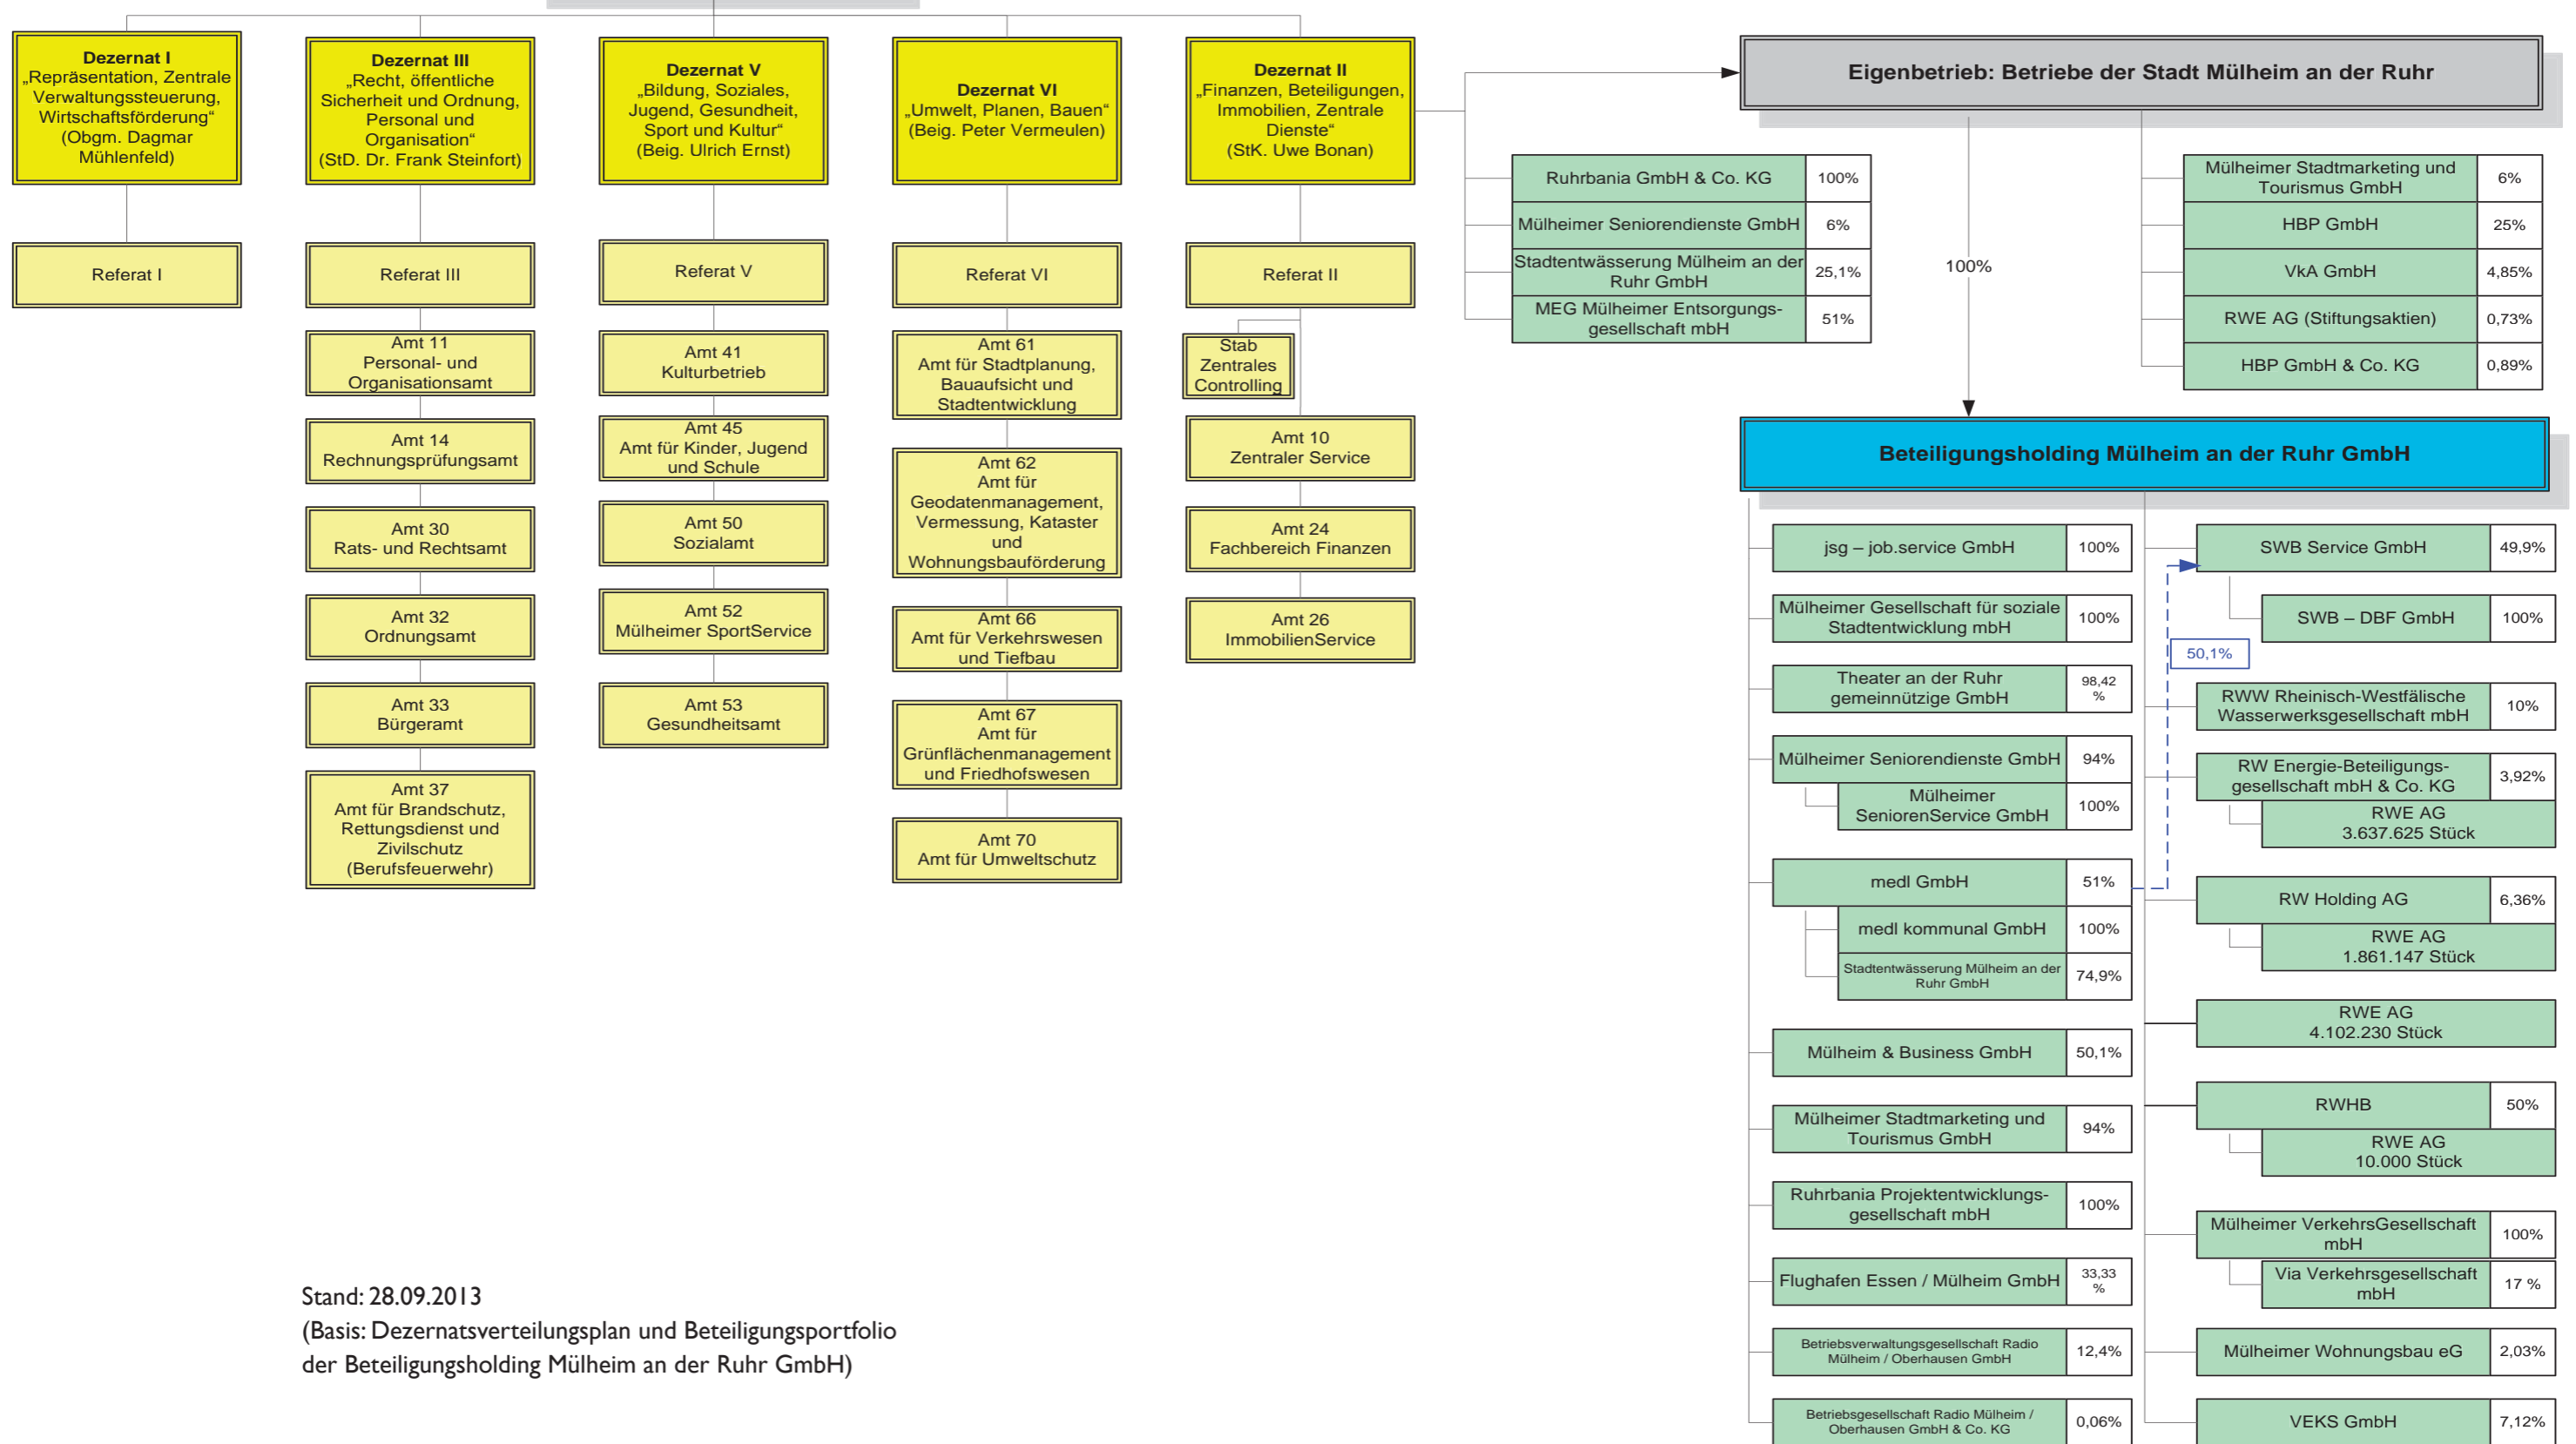 Dezernat I
„Repräsentation, Zentrale
Verwaltungssteuerung,
Wirtschaftsförderung“
(Obgm. Dagmar
Mühlenfeld)
Referat I
Dezernat III
„Recht, öffentliche
Sicherheit und Ordnung,
Personal und
Organisation“
(StD. Dr. Frank Steinfort)
Referat III
Amt 11
Personal- und
Organisationsamt
Amt 14
Rechnungsprüfungsamt
Amt 30
Rats- und Rechtsamt
Amt 32
Ordnungsamt
Amt 33
Bürgeramt
Amt 37
Amt für Brandschutz,
Rettungsdienst und
Zivilschutz
(Berufsfeuerwehr)
Dezernat V
„Bildung, Soziales,
Jugend, Gesundheit,
Sport und Kultur“
(Beig. Ulrich Ernst)
Referat V
Amt 41
Kulturbetrieb
Amt 45
Amt für Kinder, Jugend
und Schule
Amt 50
Sozialamt
Amt 52
Mülheimer SportService
Amt 53
Gesundheitsamt
Dezernat VI
„Umwelt, Planen, Bauen“
(Beig. Peter Vermeulen)
Referat VI
Amt 61
Amt für Stadtplanung,
Bauaufsicht und
Stadtentwicklung
Amt 62
Amt für
Geodatenmanagement,
Vermessung, Kataster
und
Wohnungsbauförderung
Amt 66
Amt für Verkehrswesen
und Tiefbau
Amt 67
Amt für
Grünflächenmanagement
und Friedhofswesen
Amt 70
Amt für Umweltschutz
Dezernat II
„Finanzen, Beteiligungen,
Immobilien, Zentrale
Dienste“
(StK. Uwe Bonan)
Referat II
Stab
Zentrales
Controlling
Amt 10
Zentraler Service
Amt 24
Fachbereich Finanzen
Amt 26
ImmobilienService
Ruhrbania GmbH & Co. KG 100%
Mülheimer Seniorendienste GmbH 6%
Stadtentwässerung Mülheim an der
Ruhr GmbH 25,1%
MEG Mülheimer Entsorgungs-
gesellschaft mbH 51%
Eigenbetrieb: Betriebe der Stadt Mülheim an der Ruhr
100%
Mülheimer Stadtmarketing und
Tourismus GmbH 6%
HBP GmbH 25%
VkA GmbH 4,85%
RWE AG (Stiftungsaktien) 0,73%
HBP GmbH & Co. KG 0,89%
Beteiligungsholding Mülheim an der Ruhr GmbH
jsg – job.service GmbH 100%
Mülheimer Gesellschaft für soziale
Stadtentwicklung mbH 100%
Theater an der Ruhr
gemeinnützige GmbH
98,42
%
Mülheimer Seniorendienste GmbH 94%
Mülheimer
SeniorenService GmbH 100%
medl GmbH 51%
medl kommunal GmbH 100%
Stadtentwässerung Mülheim an der
Ruhr GmbH 74,9%
Mülheim & Business GmbH 50,1%
Mülheimer Stadtmarketing und
Tourismus GmbH 94%
Ruhrbania Projektentwicklungs-
gesellschaft mbH 100%
Flughafen Essen / Mülheim GmbH
33,33
%
Betriebsverwaltungsgesellschaft Radio
Mülheim / Oberhausen GmbH 12,4%
Betriebsgesellschaft Radio Mülheim /
Oberhausen GmbH & Co. KG 0,06%
SWB Service GmbH 49,9%
SWB – DBF GmbH 100%
50,1%
RWW Rheinisch-Westfälische
Wasserwerksgesellschaft mbH 10%
RW Energie-Beteiligungs-
gesellschaft mbH & Co. KG 3,92%
RWE AG
3.637.625 Stück
RW Holding AG 6,36%
RWE AG
1.861.147 Stück
RWE AG
4.102.230 Stück
RWHB 50%
RWE AG
10.000 Stück
Mülheimer VerkehrsGesellschaft
mbH 100%
Via Verkehrsgesellschaft
mbH 17 %
Mülheimer Wohnungsbau eG 2,03%
VEKS GmbH 7,12%
Stand: 28.09.2013
(Basis: Dezernatsverteilungsplan und Beteiligungsportfolio
der Beteiligungsholding Mülheim an der Ruhr GmbH)